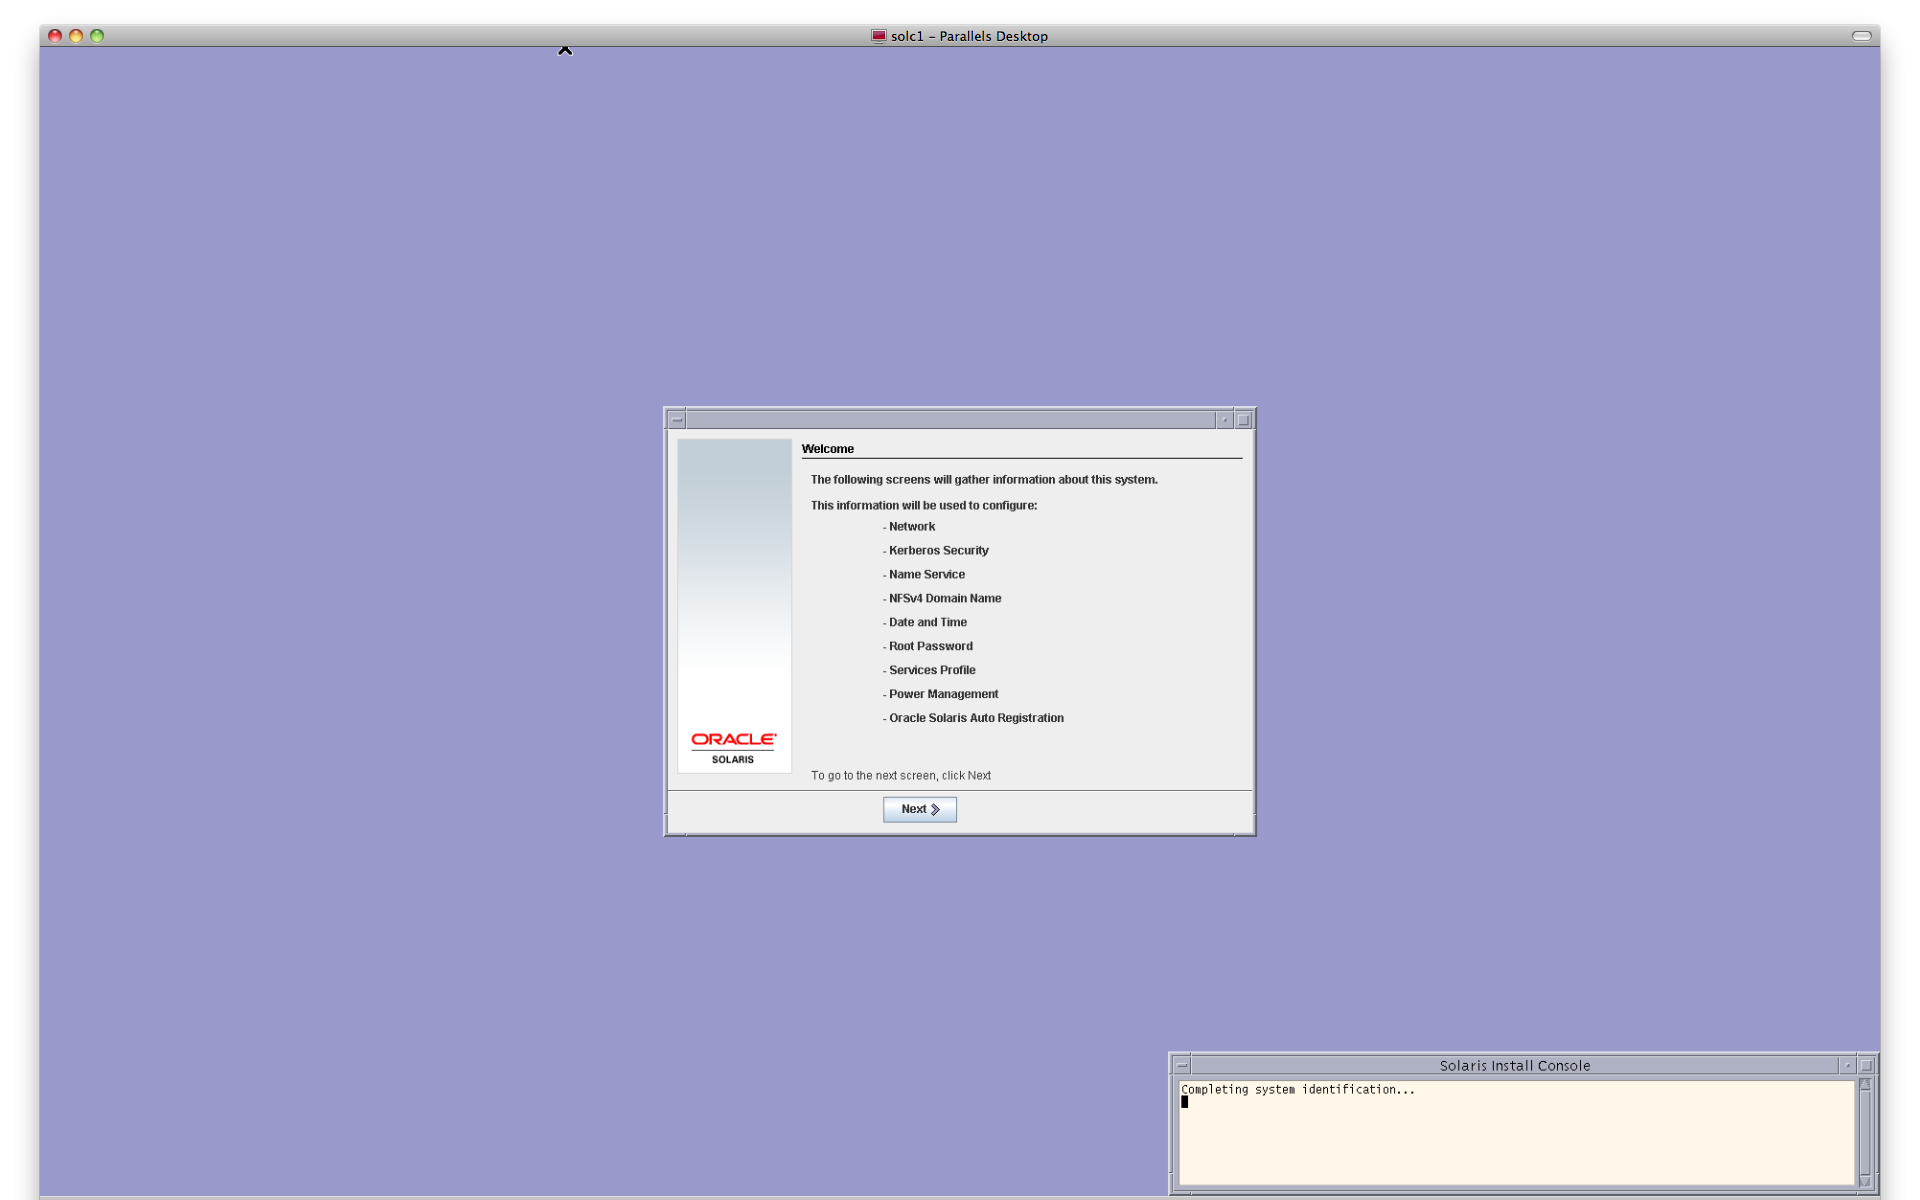 solc1 – Parallels Desktop
Welcome
The following screens will gather information about this system.
This information will be used to configure:
- Network
- Kerberos Security
- Name Service
- NFSv4 Domain Name
- Date and Time
- Root Password
- Services Profile
- Power Management
- Oracle Solaris Auto Registration
ORACLE
SOLARIS
To go to the next screen, click Next
Next
Solaris Install Console
Completing system identification...